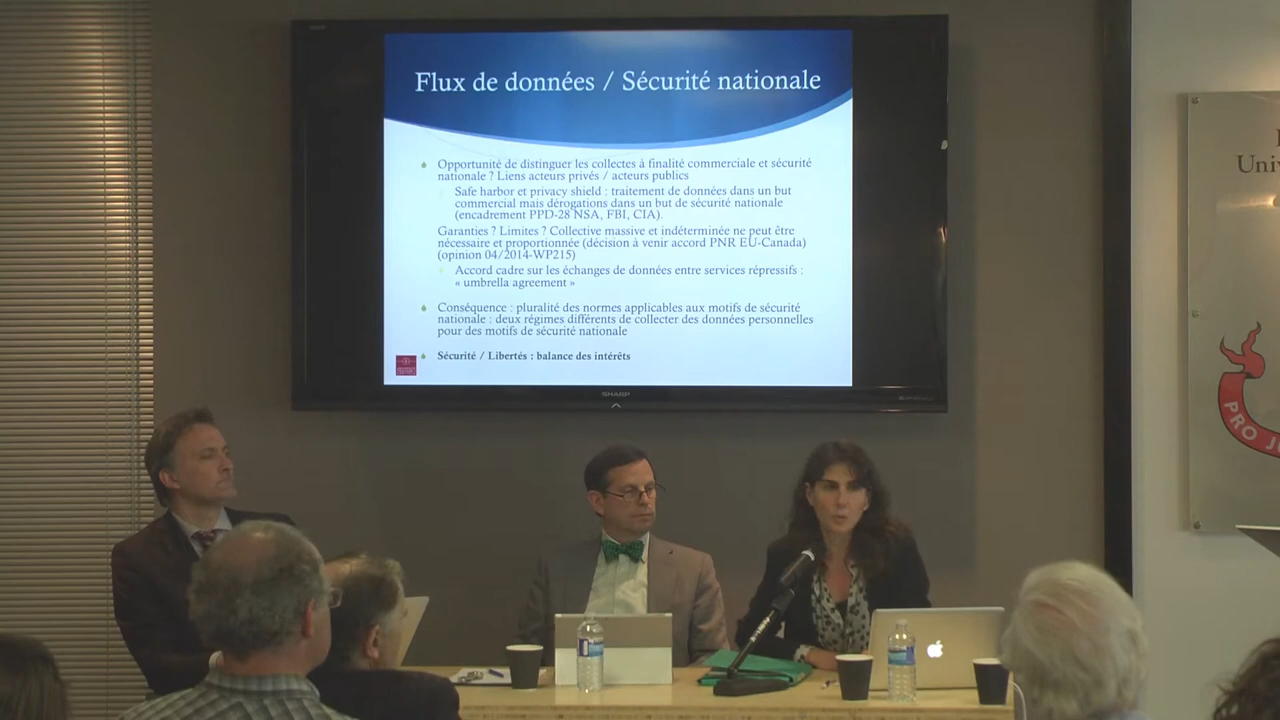 Flux de données / Sécurité nationale
Opportunité de distinguer les collectes à finalité commerciale et sécurité
nationale ? Liens acteurs privés / acteurs publics
Safe harbor et privacy shield : traitement de données dans un but
commercial mais dérogations dans un but de sécurité nationale
(encadrement PPD-28 NSA, FBI, CIA).
Garanties ? Limites ? Collective massive et indéterminée ne peut être
nécessaire et proportionnée (décision à venir accord PNR EU-Canada)
(opinion 04/2014-WP215)
Accord cadre sur les échanges de données entre services répressifs :
« umbrella agreement »
Conséquence : pluralité des normes applicables aux motifs de sécurité
nationale : deux régimes différents de collecter des données personnelles
pour des motifs de sécurité nationale
Sécurité / Libertés : balance des intérêts
SHARP
Univ
PRO J